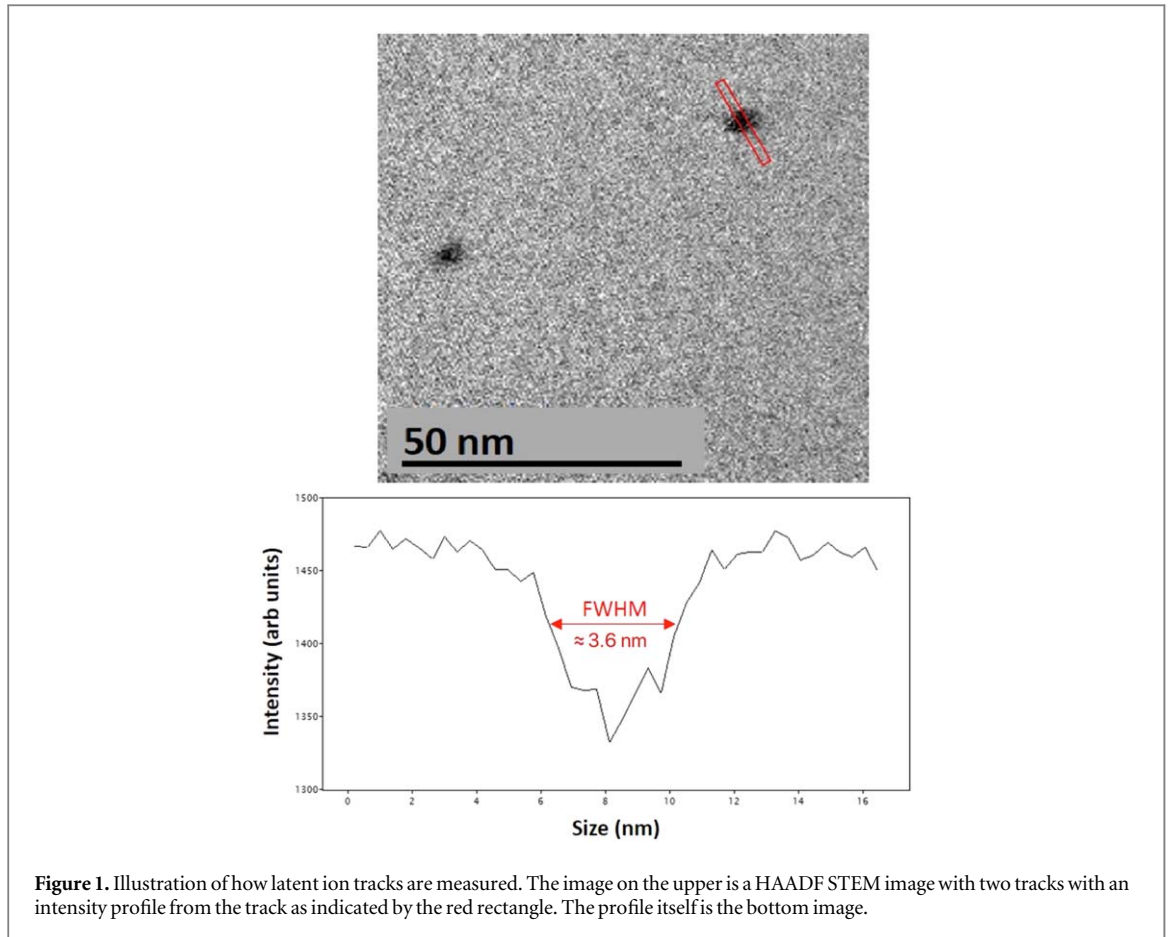 50 nm
1500
1450
1400
1350
1300
Intensity (arb units)
FWHM
≈ 3.6 nm
0 2 4 6 8 10 12 14 16
Size (nm)
Figure 1. Illustration of how latent ion tracks are measured. The image on the upper is a HAADF STEM image with two tracks with an
intensity profile from the track as indicated by the red rectangle. The profile itself is the bottom image.